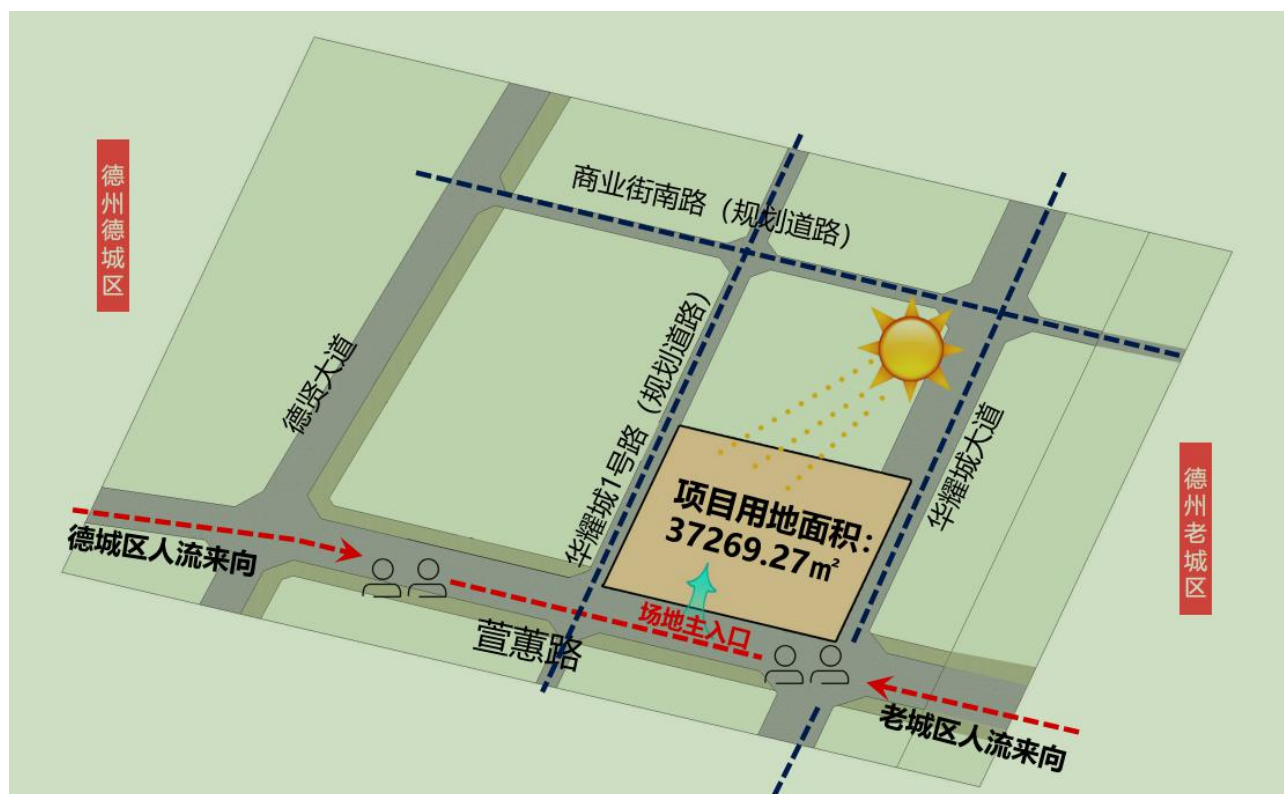 德州德城区
商业街南路（规划道路）
德贤大道
华耀城1号路（规划道路）
华耀城大道
德州老城区
项目用地面积：
37269.27㎡
德城区人流来向
场地主入口
萱蕙路
老城区人流来向